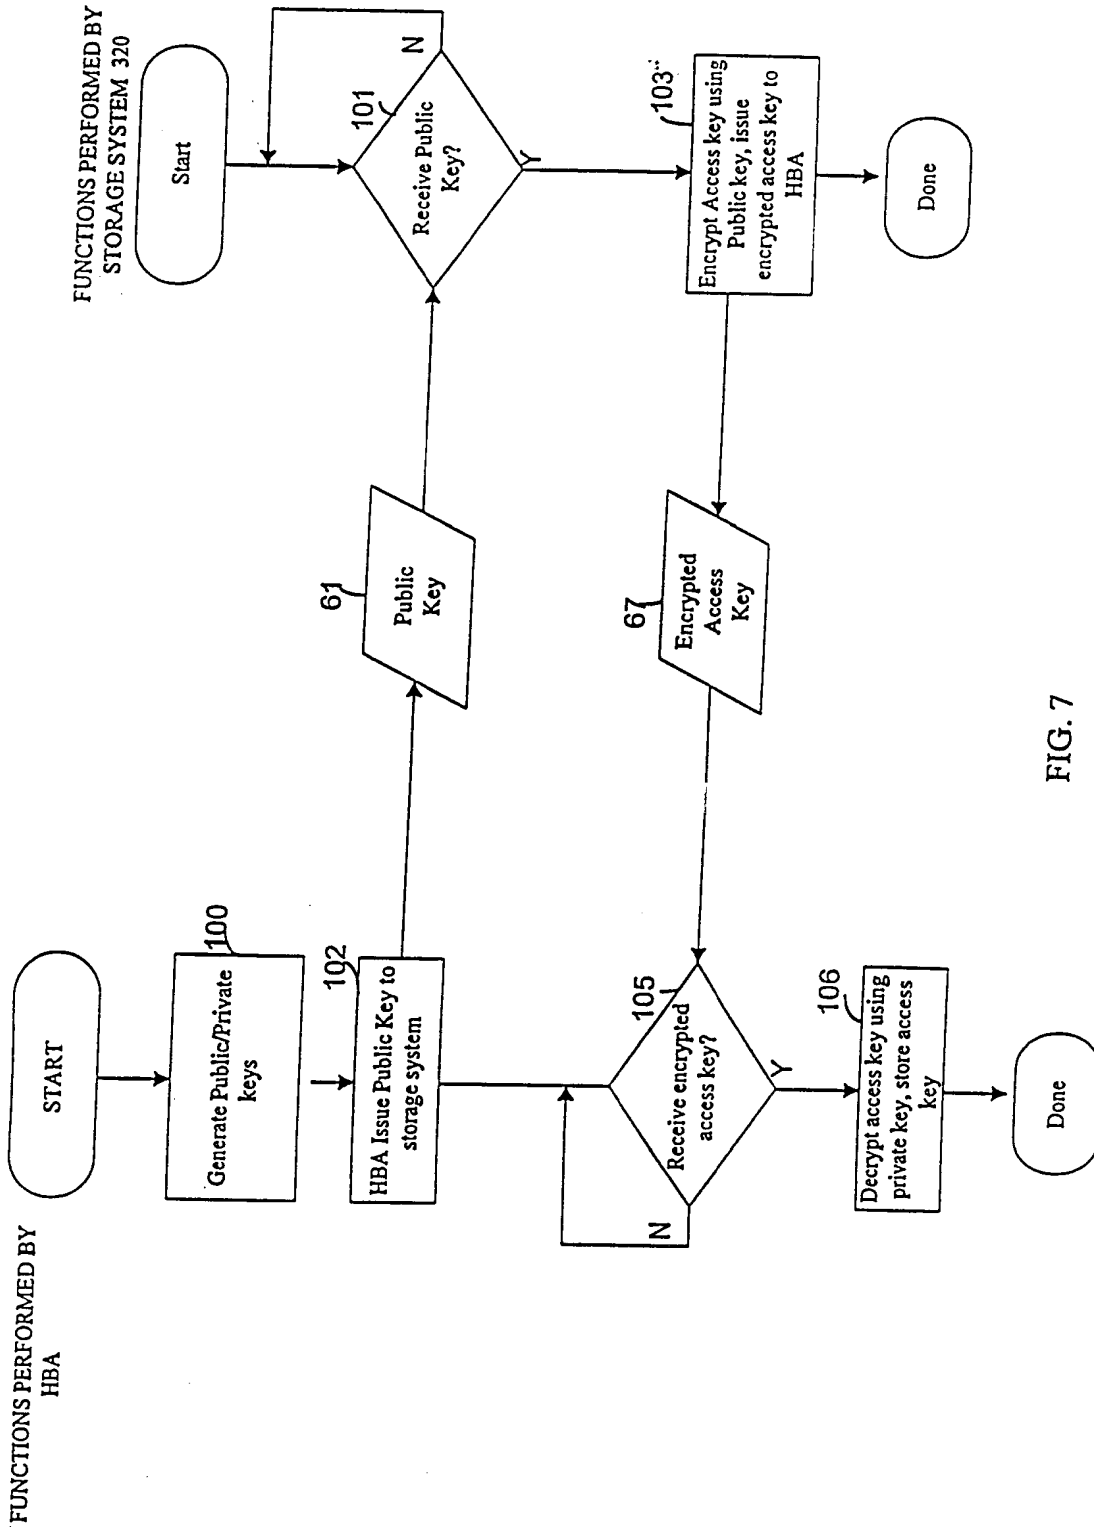 FUNCTIONS PERFORMED BY
HBA
START
100
Generate Public/Private
keys
102
HBA Issue Public Key to
storage system
105
Receive encrypted
access key?
N
Y
106
Decrypt access key using
private key, store access
key
Done
61
Public
Key
67
Encrypted
Access
Key
FUNCTIONS PERFORMED BY
STORAGE SYSTEM 320
Start
101
Receive Public
Key?
N
Y
103
Encrypt Access key using
Public key, issue
encrypted access key to
HBA
Done
FIG. 7